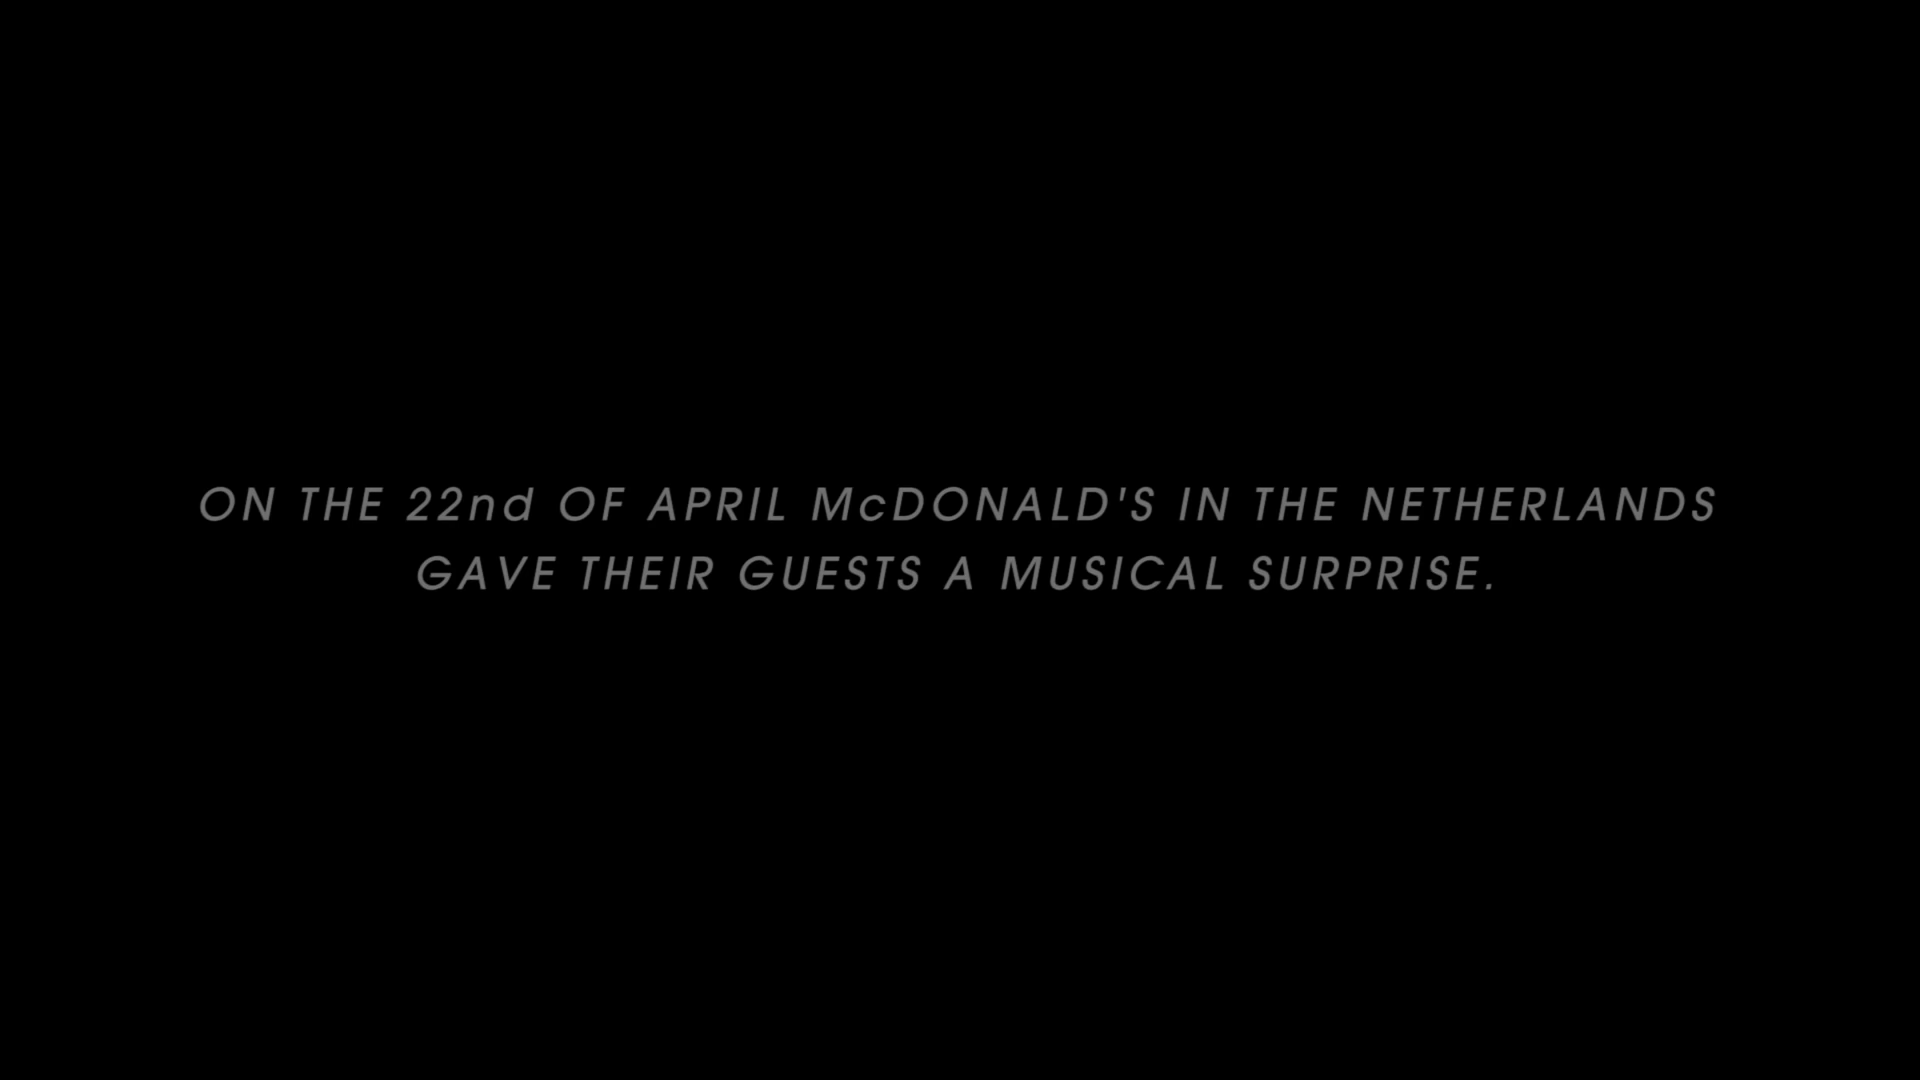 ON THE 22nd OF APRIL McDONALD'S IN THE NETHERLANDS
GAVE THEIR GUESTS A MUSICAL SURPRISE.